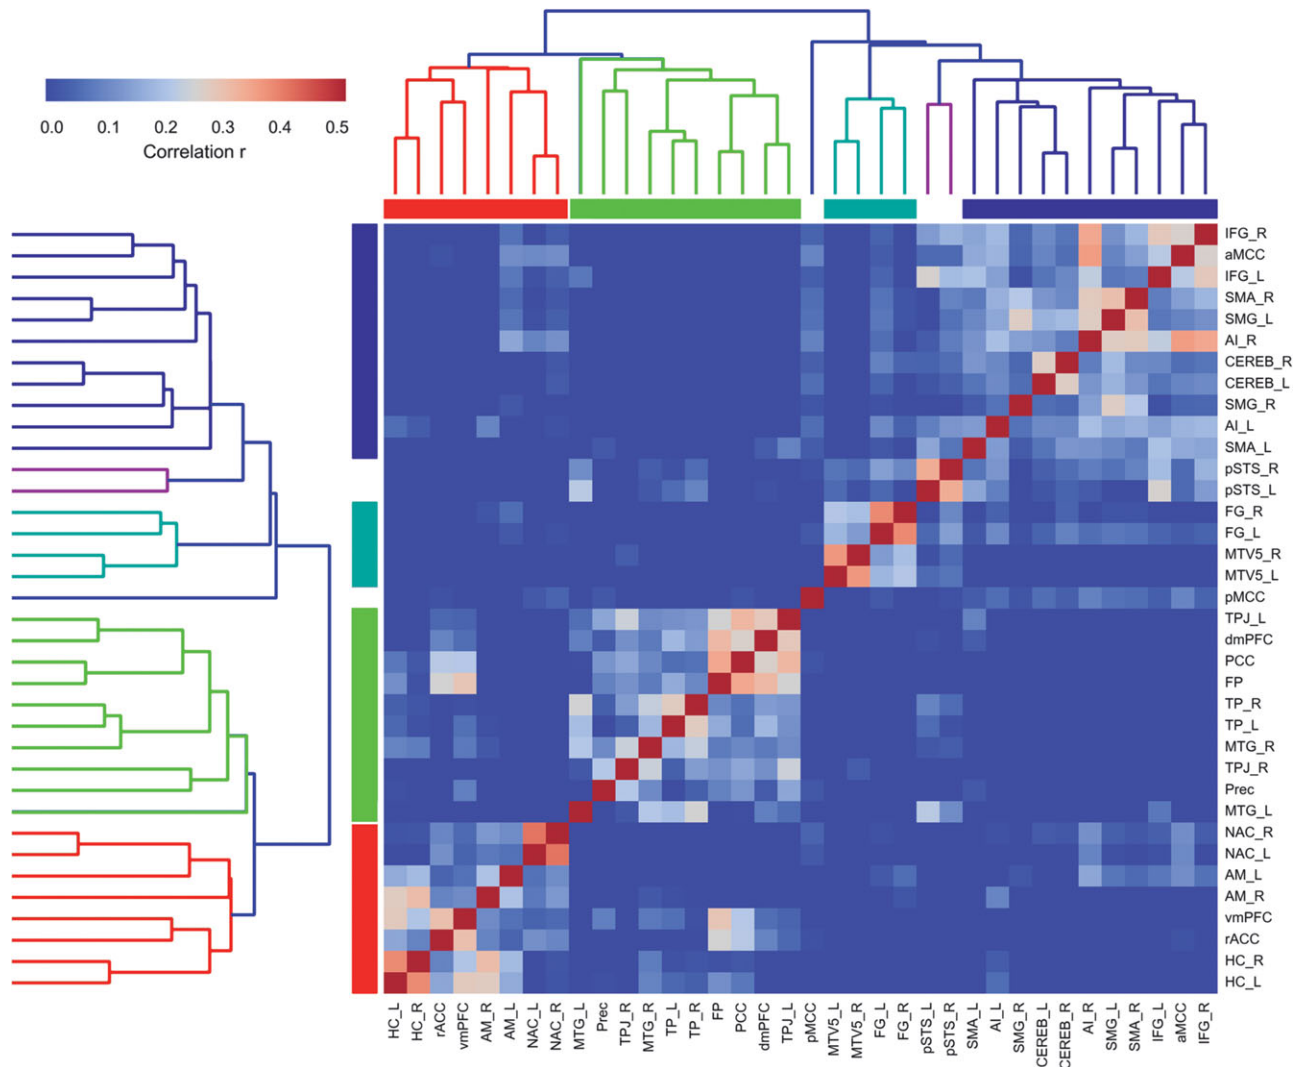 0.0 0.1 0.2 0.3 0.4 0.5
Correlation r
IFG_R
aMCC
IFG_L
SMA_R
SMG_L
AI_R
CEREB_R
CEREB_L
SMG_R
AI_L
SMA_L
pSTS_R
pSTS_L
FG_R
FG_L
MTV5_R
MTV5_L
pMCC
TPJ_L
dmPFC
PCC
FP
TP_R
TP_L
MTG_R
TPJ_R
Prec
MTG_L
NAC_R
NAC_L
AM_L
AM_R
vmPFC
rACC
HC_R
HC_L
HC_L
HC_R
rACC
vmPFC
AM_R
AM_L
NAC_L
NAC_R
MTG_L
Prec
TPJ_R
MTG_R
TP_L
TP_R
FP
PCC
dmPFC
TPJ_L
pMCC
MTV5_L
MTV5_R
FG_L
FG_R
pSTS_L
pSTS_R
SMA_L
AI_L
SMG_R
CEREB_L
CEREB_R
AI_R
SMG_L
SMA_R
IFG_L
aMCC
IFG_R